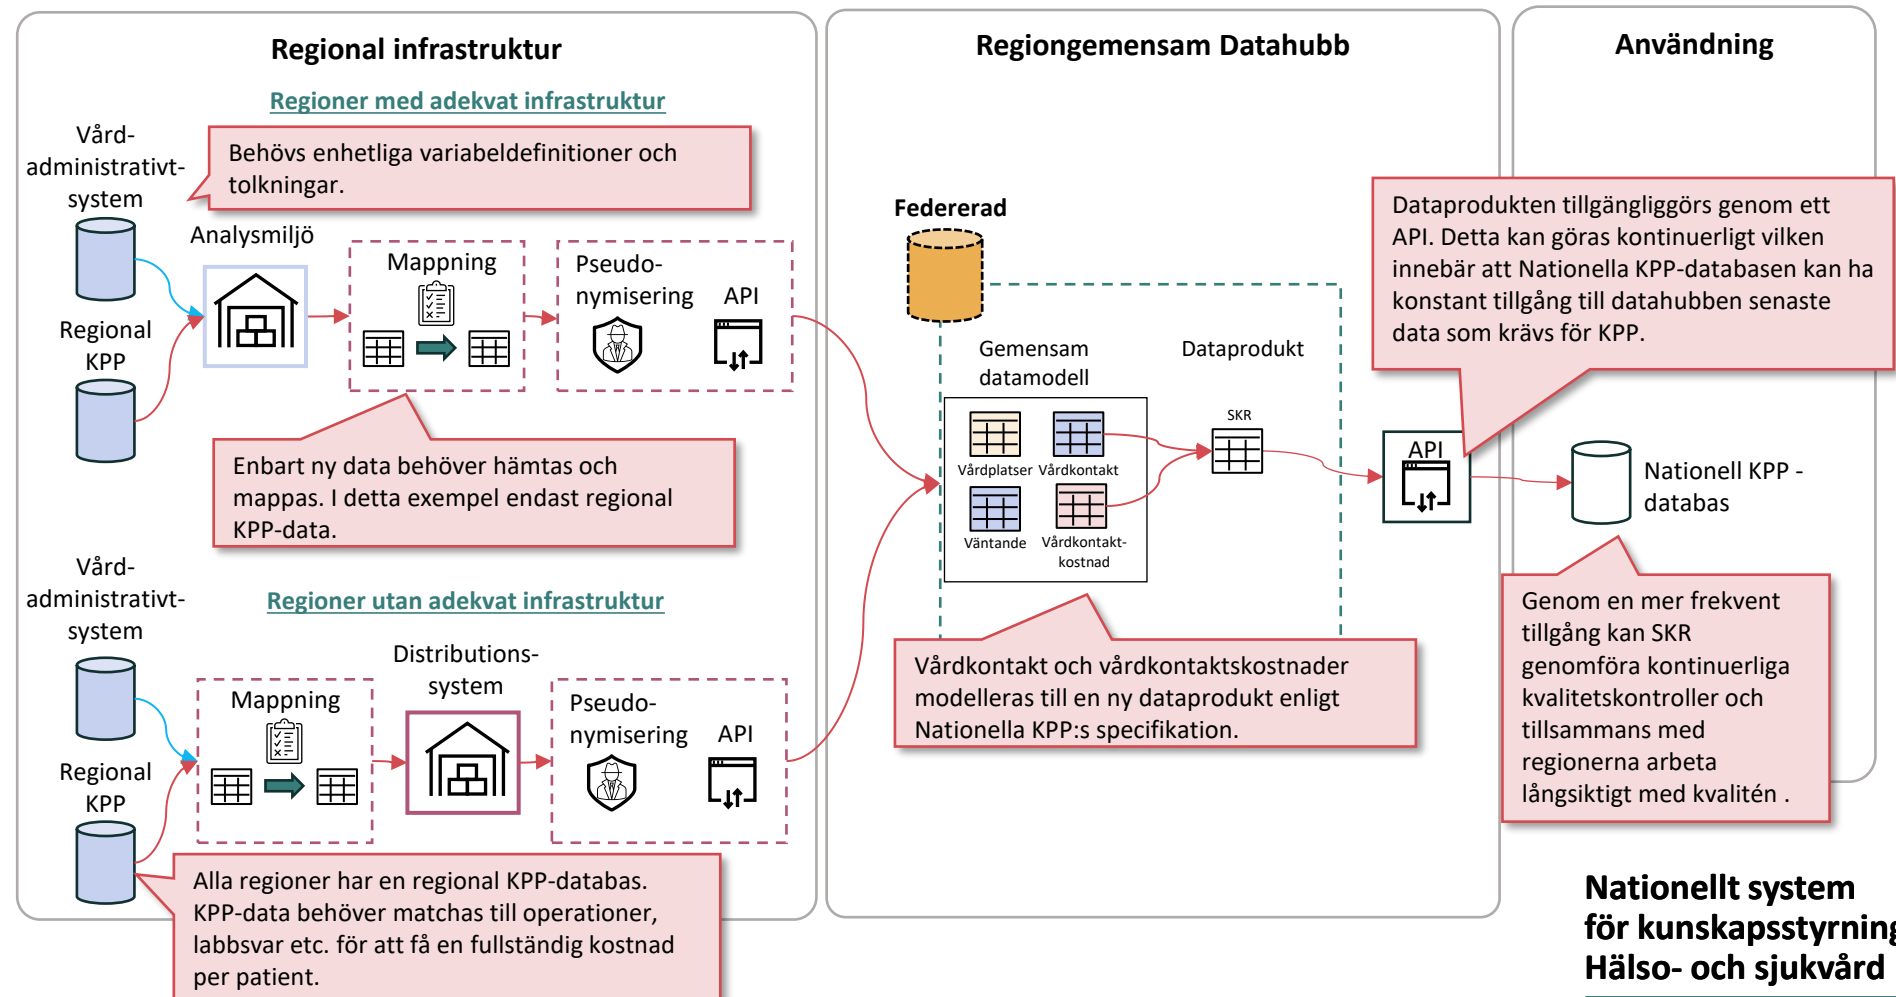 Regional infrastruktur
Regioner med adekvat infrastruktur
Vård-
administrativt-
system
Behövs enhetliga variabeldefinitioner och
tolkningar.
Analysmiljö
Mappning
Pseudo-
nymisering
API
Regional
KPP
Enbart ny data behöver hämtas och
mappas. I detta exempel endast regional
KPP-data.
Vård-
administrativt-
system
Regioner utan adekvat infrastruktur
Distributions-
system
Mappning
Pseudo-
nymisering
API
Regional
KPP
Alla regioner har en regional KPP-databas.
KPP-data behöver matchas till operationer,
labbsvar etc. för att få en fullständig kostnad
per patient.
Regiongemensam Datahubb
Federerad
Gemensam
datamodell
Dataprodukt
SKR
Vårdplatser
Vårdkontakt
Väntande
Vårdkontakt-
kostnad
API
Vårdkontakt och vårdkontaktskostnader
modelleras till en ny dataprodukt enligt
Nationella KPP:s specifikation.
Användning
Dataprodukten tillgängliggörs genom ett
API. Detta kan göras kontinuerligt vilken
innebär att Nationella KPP-databasen kan ha
konstant tillgång till datahubben senaste
data som krävs för KPP.
Nationell KPP -
databas
Genom en mer frekvent
tillgång kan SKR
genomföra kontinuerliga
kvalitetskontroller och
tillsammans med
regionerna arbeta
långsiktigt med kvalitén .
Nationellt system
för kunskapsstyrning
Hälso- och sjukvård